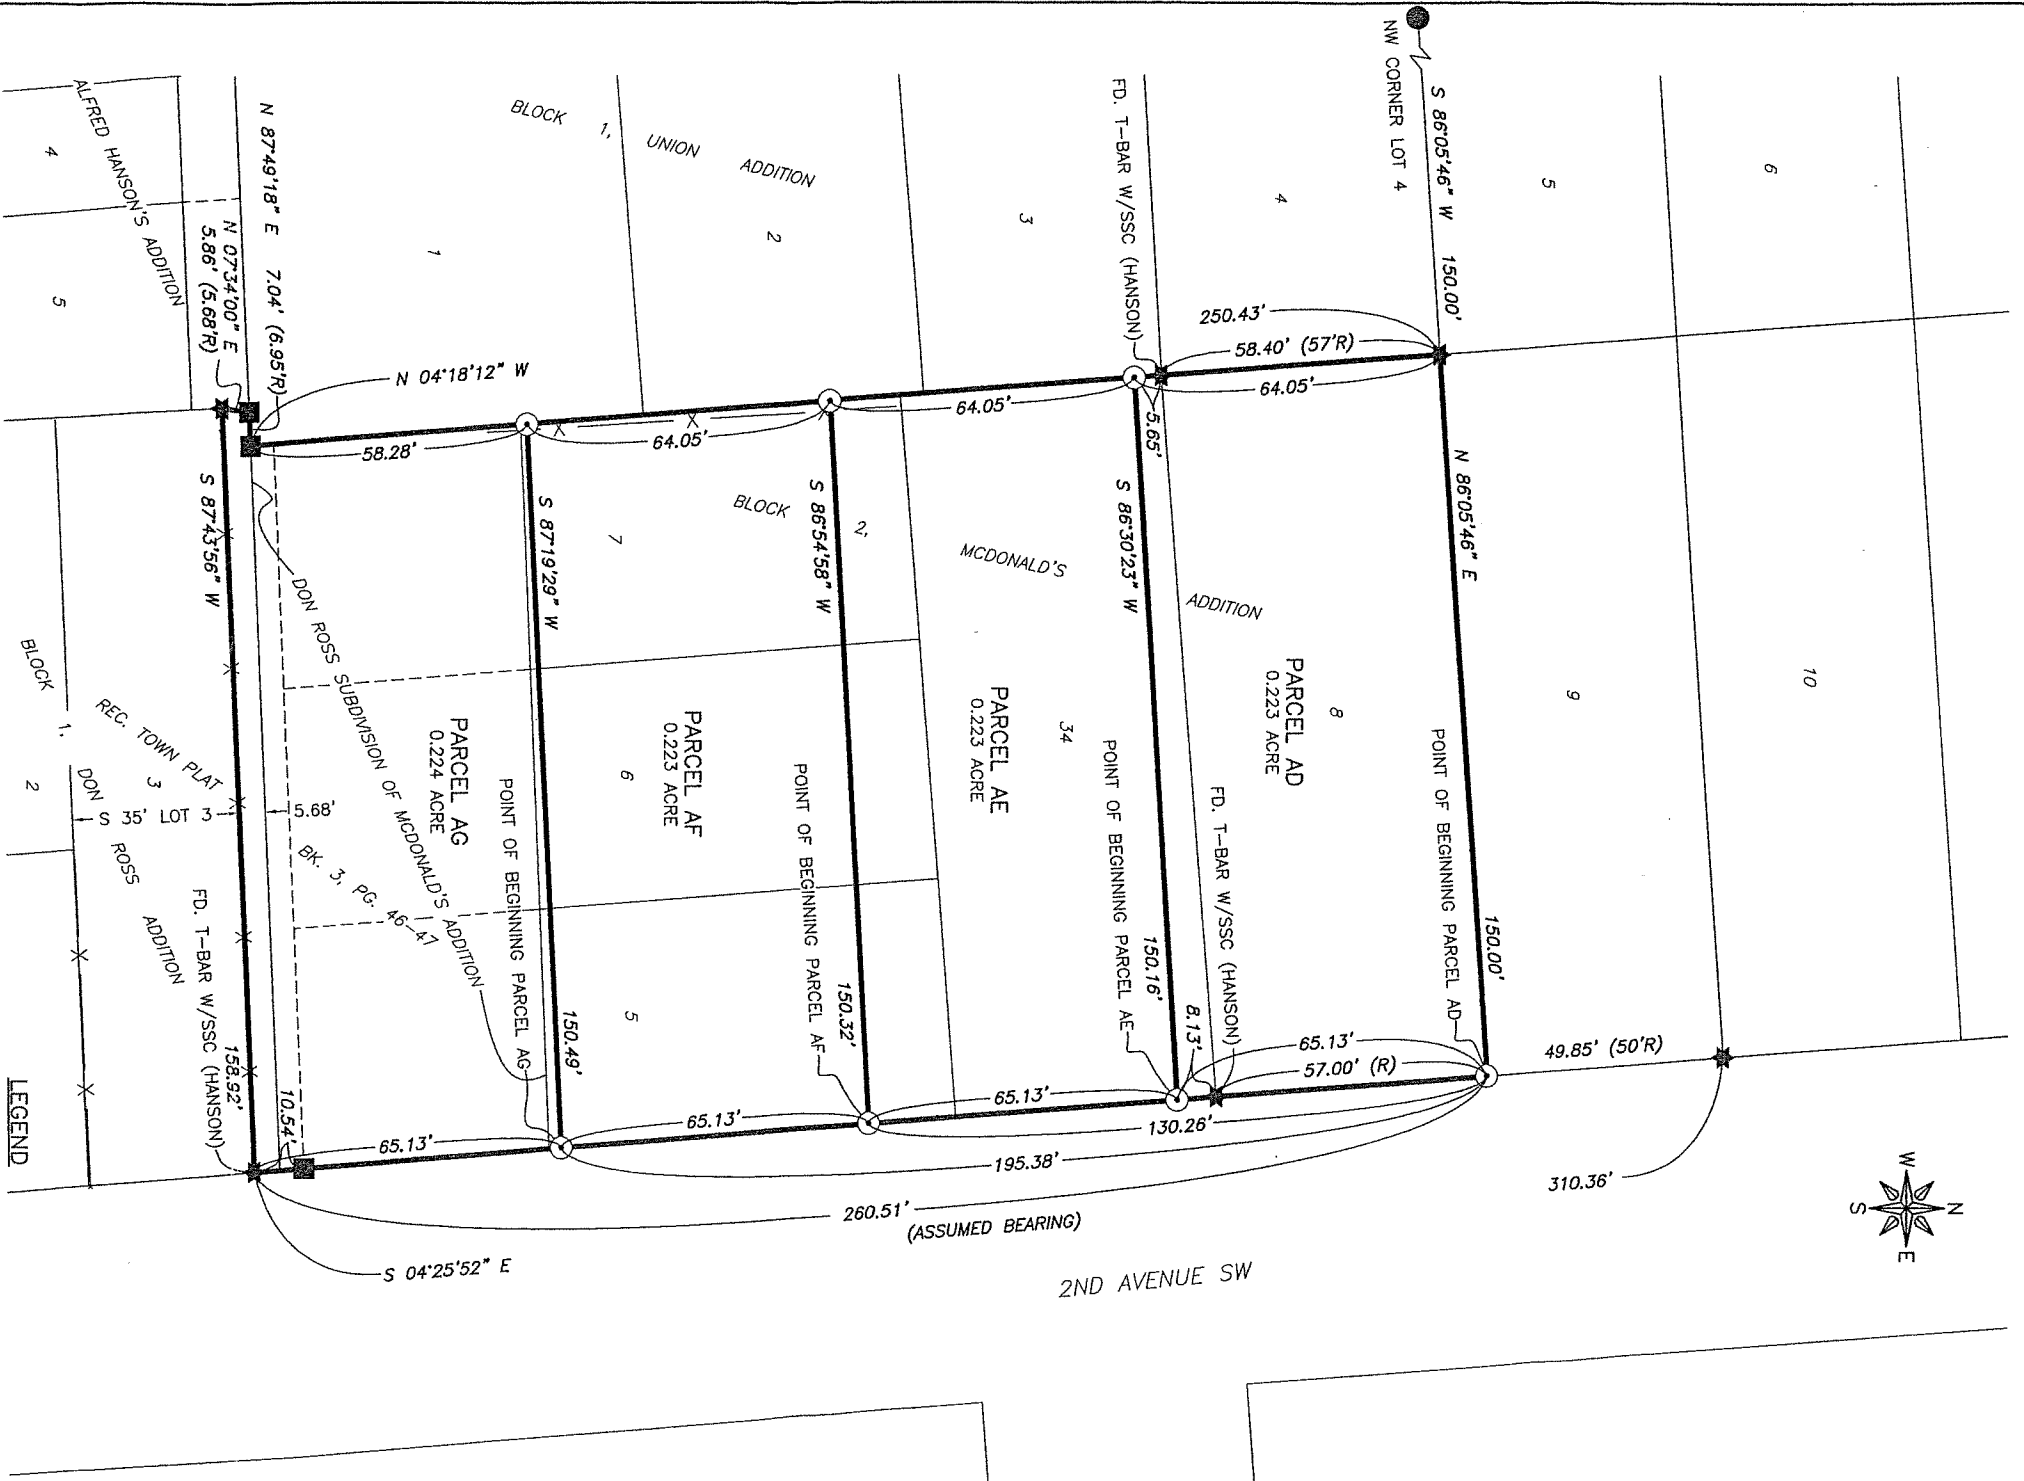 NW CORNER LOT 4
S 86°05'46" W 150.00'
FD. T-BAR W/SSC (HANSON)
BLOCK 1, UNION ADDITION
ALFRED HANSON'S ADDITION
4
5
1
2
3
4
5
6
N 87°49'18" E 7.04' (6.95'R)
N 07°34'00" E
5.86' (5.68'R)
N 04°18'12" W
250.43'
58.40' (57'R)
64.05'
5.65'
64.05'
64.05'
58.28'
S 87°43'56" W
S 87°19'29" W
S 86°54'58" W
S 86°30'23" W
N 86°05'46" E
BLOCK 2, MCDONALD'S ADDITION
7
6
5
34
8
9
10
DON ROSS SUBDIVISION OF MCDONALD'S ADDITION
BK. 3, PG. 46-47
PARCEL AD
0.223 ACRE
PARCEL AE
0.223 ACRE
PARCEL AF
0.223 ACRE
PARCEL AG
0.224 ACRE
POINT OF BEGINNING PARCEL AD
POINT OF BEGINNING PARCEL AE
POINT OF BEGINNING PARCEL AF
POINT OF BEGINNING PARCEL AG
FD. T-BAR W/SSC (HANSON)
BLOCK 1, DON ROSS ADDITION
REC. TOWN PLAT
2
3
S 35' LOT 3
5.68'
FD. T-BAR W/SSC (HANSON)
158.92'
10.54'
150.49'
150.32'
150.16'
150.00'
8.13'
65.13'
57.00' (R)
49.85' (50'R)
65.13'
65.13'
65.13'
130.26'
195.38'
260.51'
(ASSUMED BEARING)
310.36'
S 04°25'52" E
2ND AVENUE SW
LEGEND
W
N
S
E